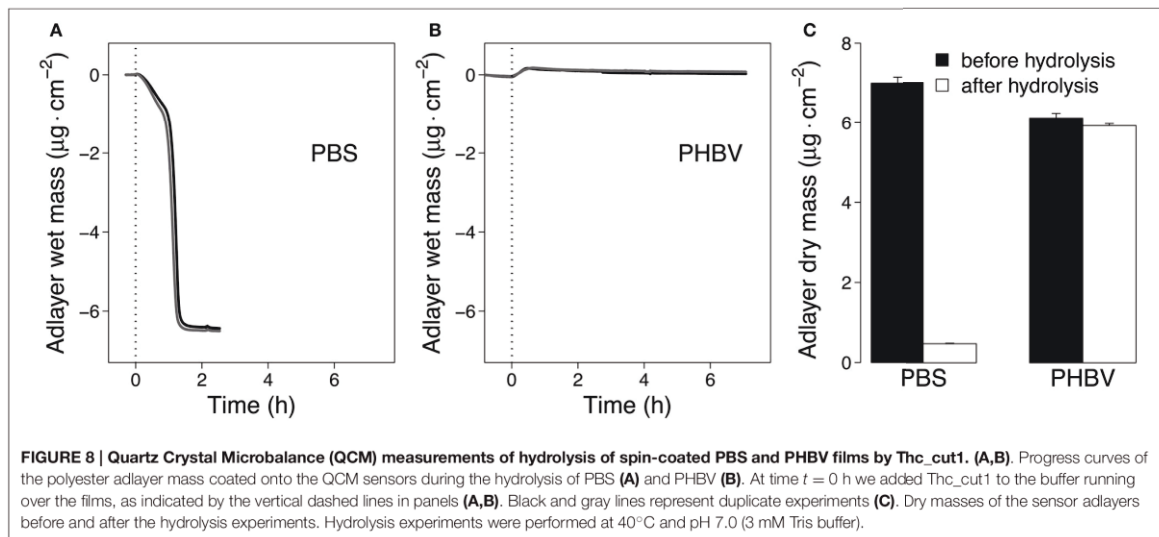 A
Adlayer wet mass (µg · cm⁻²)
0
−2
−4
−6
PBS
0
2
4
6
Time (h)
B
Adlayer wet mass (µg · cm⁻²)
0
−2
−4
−6
PHBV
0
2
4
6
Time (h)
C
Adlayer dry mass (µg · cm⁻²)
8
6
4
2
0
before hydrolysis
after hydrolysis
PBS
PHBV
FIGURE 8 | Quartz Crystal Microbalance (QCM) measurements of hydrolysis of spin-coated PBS and PHBV films by Thc_cut1. (A,B). Progress curves of
the polyester adlayer mass coated onto the QCM sensors during the hydrolysis of PBS (A) and PHBV (B). At time t = 0 h we added Thc_cut1 to the buffer running
over the films, as indicated by the vertical dashed lines in panels (A,B). Black and gray lines represent duplicate experiments (C). Dry masses of the sensor adlayers
before and after the hydrolysis experiments. Hydrolysis experiments were performed at 40°C and pH 7.0 (3 mM Tris buffer).